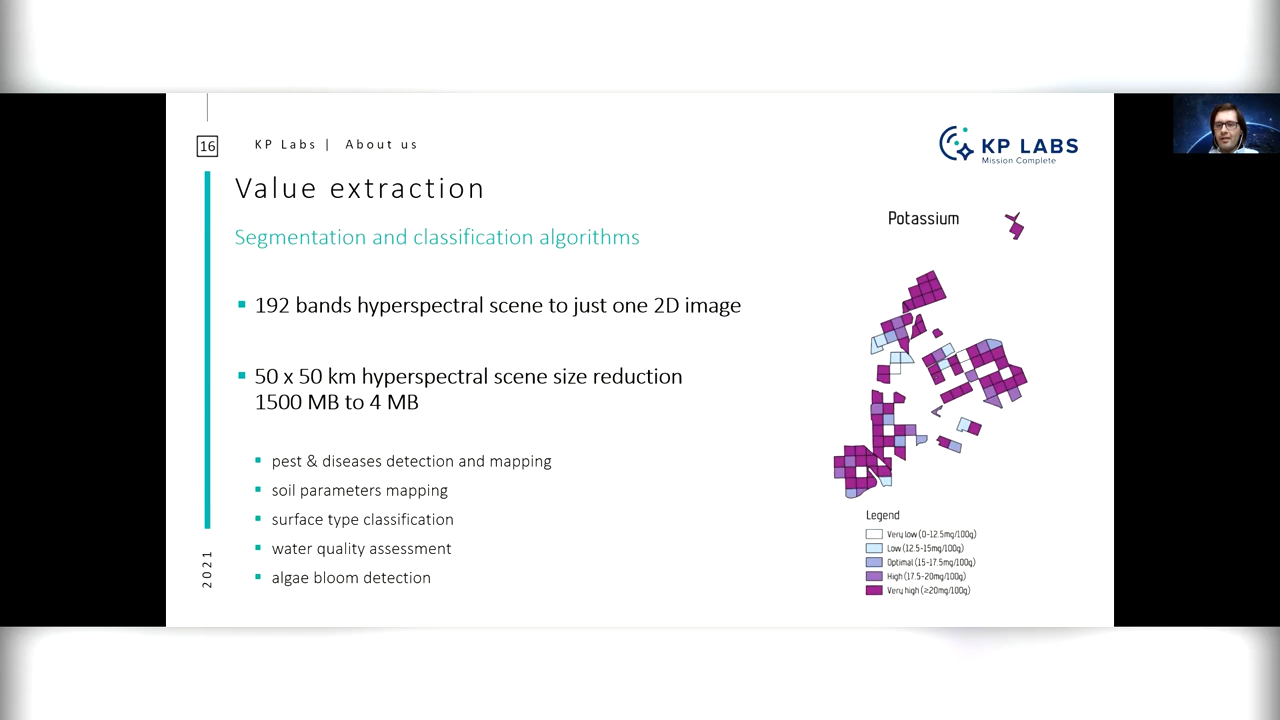 16
KP Labs | About us
KP LABS
Mission Complete
Value extraction
Segmentation and classification algorithms
192 bands hyperspectral scene to just one 2D image
50 x 50 km hyperspectral scene size reduction
1500 MB to 4 MB
pest & diseases detection and mapping
soil parameters mapping
surface type classification
water quality assessment
algae bloom detection
2021
Potassium
Legend
Very low (0-12.5mg/100g)
Low (12.5-15mg/100g)
Optimal (15-17.5mg/100g)
High (17.5-20mg/100g)
Very high (≥20mg/100g)